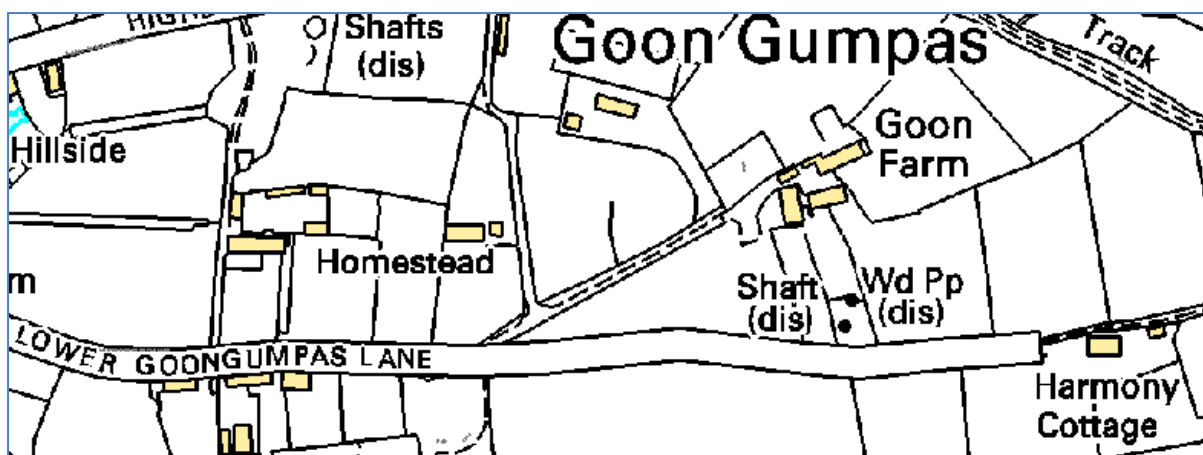 Shafts
(dis)
Goon Gumpas
Track
Hillside
Goon
Farm
Homestead
Shaft
(dis)
Wd Pp
(dis)
LOWER GOONGUMPAS LANE
Harmony
Cottage